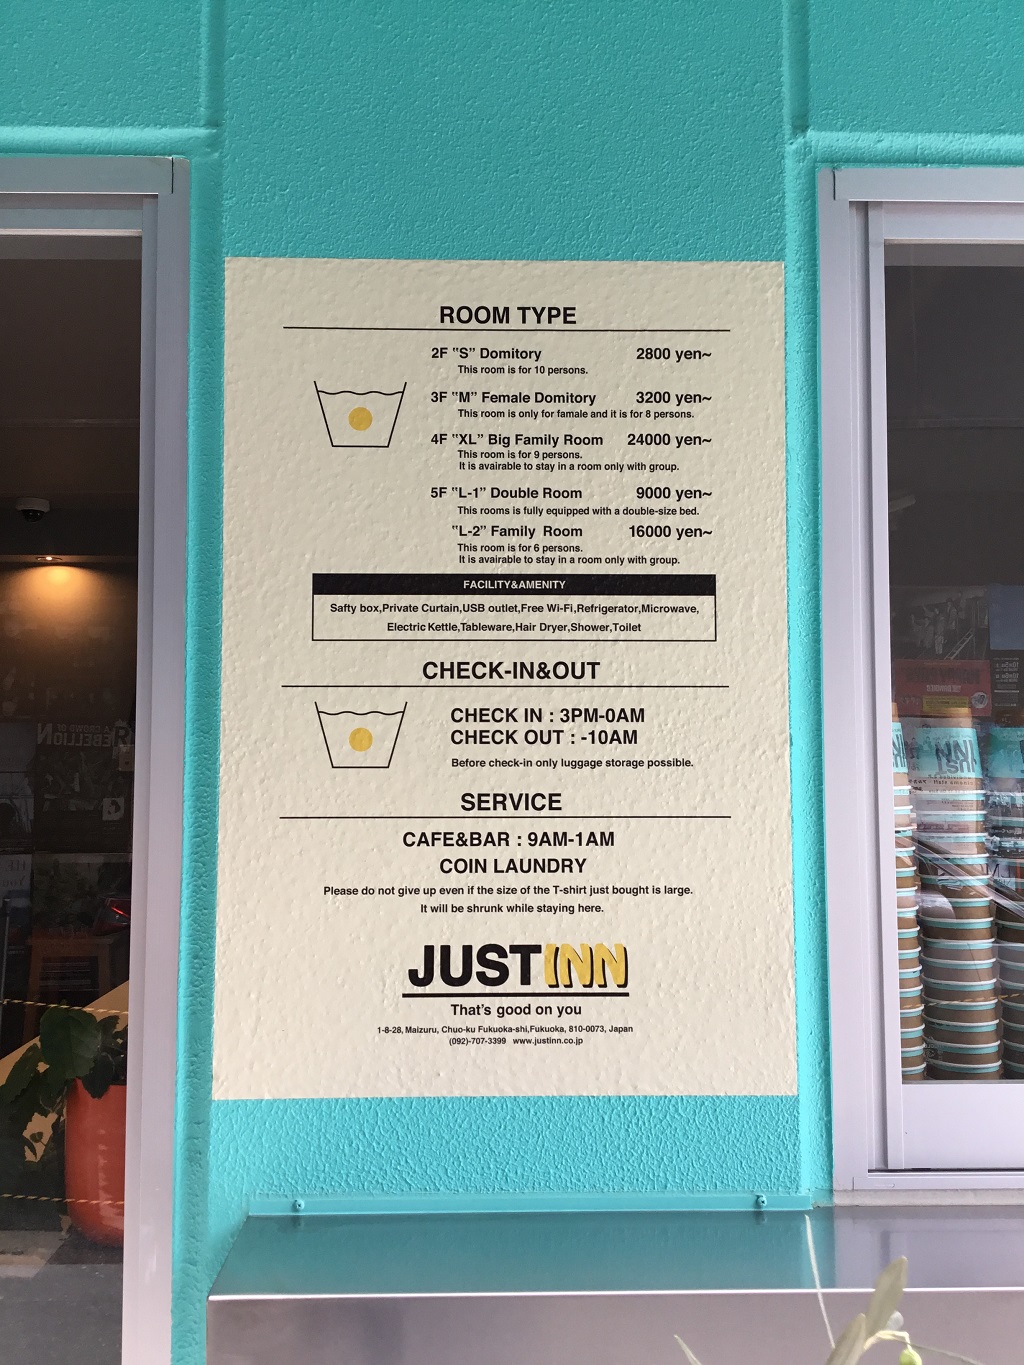 ROOM TYPE
2F "S" Domitory 2800 yen~
This room is for 10 persons.
3F "M" Female Domitory 3200 yen~
This room is only for famale and it is for 8 persons.
4F "XL" Big Family Room 24000 yen~
This room is for 9 persons.
It is avairable to stay in a room only with group.
5F "L-1" Double Room 9000 yen~
This rooms is fully equipped with a double-size bed.
"L-2" Family Room 16000 yen~
This room is for 6 persons.
It is avairable to stay in a room only with group.
FACILITY&AMENITY
Safty box,Private Curtain,USB outlet,Free Wi-Fi,Refrigerator,Microwave,
Electric Kettle,Tableware,Hair Dryer,Shower,Toilet
CHECK-IN&OUT
CHECK IN : 3PM-0AM
CHECK OUT : -10AM
Before check-in only luggage storage possible.
SERVICE
CAFE&BAR : 9AM-1AM
COIN LAUNDRY
Please do not give up even if the size of the T-shirt just bought is large.
It will be shrunk while staying here.
JUSTINN
That's good on you
1-8-28, Maizuru, Chuo-ku Fukuoka-shi,Fukuoka, 810-0073, Japan
(092)-707-3399 www.justinn.co.jp
A CROWD OF
REBELLION
JUST
INN